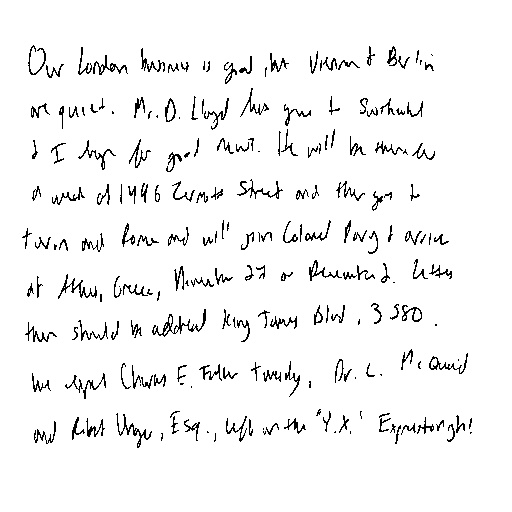 Our London business is good, but Vienna & Berlin
are quiet. Mr. D. Lloyd has gone to Switzerland
& I hope for good news. He will be there for
a week at 1496 Zermott Street and then goes to
Turin and Rome and will join Colonel Parry & arrive
at Athens, Greece, November 27 or December 2. Letters
there should be addressed King James Blvd, 3580.
We expect Charles E. Fuller Tuesday, Dr. L. McQuaid
and Robert Unger, Esq., left on the "Y.X." Express tonight!